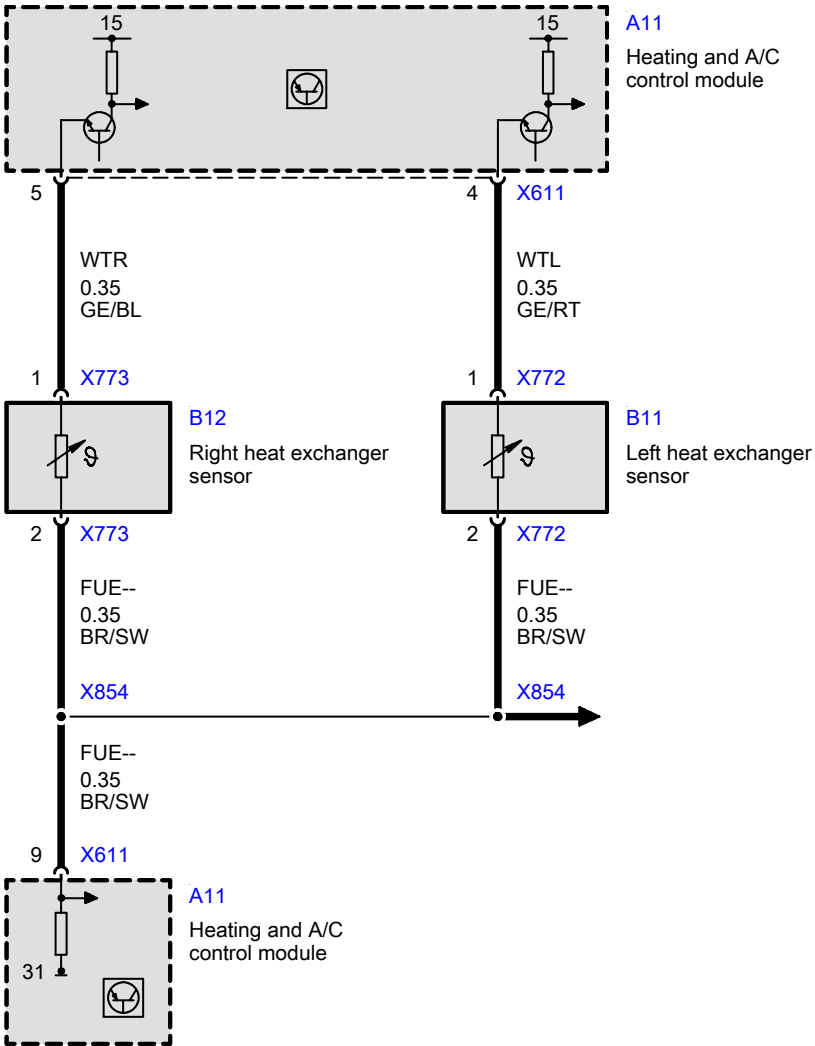 15
15
A11
Heating and A/C
control module
5
4
X611
WTR
0.35
GE/BL
WTL
0.35
GE/RT
1
X773
1
X772
B12
Right heat exchanger
sensor
B11
Left heat exchanger
sensor
ϑ
ϑ
2
X773
2
X772
FUE--
0.35
BR/SW
FUE--
0.35
BR/SW
X854
X854
FUE--
0.35
BR/SW
9
X611
A11
Heating and A/C
control module
31